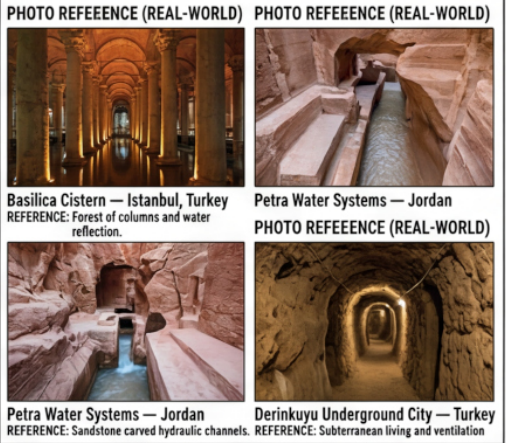 PHOTO REFEEENCE (REAL-WORLD)
Basilica Cistern — Istanbul, Turkey
REFERENCE: Forest of columns and water
reflection.
PHOTO REFEEENCE (REAL-WORLD)
Petra Water Systems — Jordan
Petra Water Systems — Jordan
REFERENCE: Sandstone carved hydraulic channels.
PHOTO REFEEENCE (REAL-WORLD)
Derinkuyu Underground City — Turkey
REFERENCE: Subterranean living and ventilation